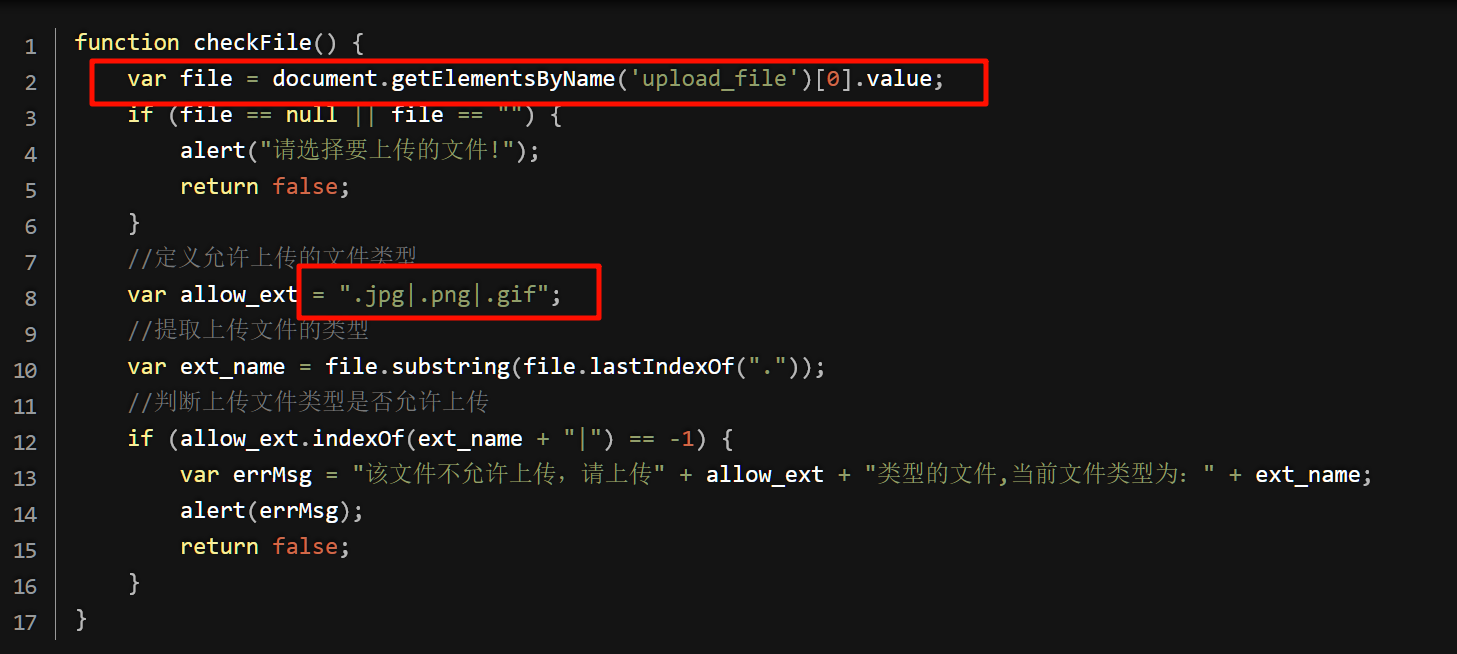 1 function checkFile() {
2 var file = document.getElementsByName('upload_file')[0].value;
3 if (file == null || file == "") {
4 alert("请选择要上传的文件!");
5 return false;
6 }
7 //定义允许上传的文件类型
8 var allow_ext = ".jpg|.png|.gif";
9 //提取上传文件的类型
10 var ext_name = file.substring(file.lastIndexOf("."));
11 //判断上传文件类型是否允许上传
12 if (allow_ext.indexOf(ext_name + "|") == -1) {
13 var errMsg = "该文件不允许上传，请上传" + allow_ext + "类型的文件,当前文件类型为：" + ext_name;
14 alert(errMsg);
15 return false;
16 }
17 }